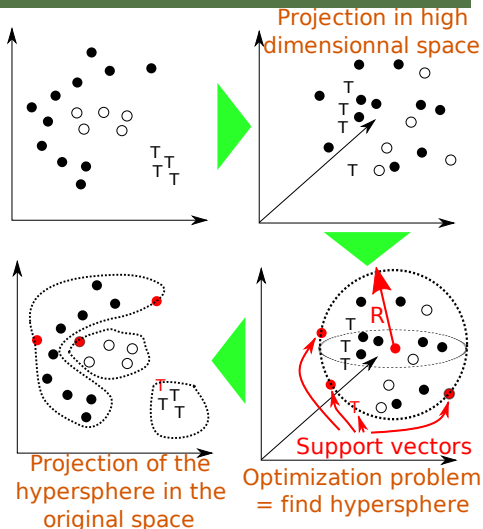 Projection in high
dimensionnal space
T
T
T
T
T
T
T
T
R
T
T
T
T
T
T
T
T
Support vectors
Projection of the
hypersphere in the
original space
Optimization problem
= find hypersphere